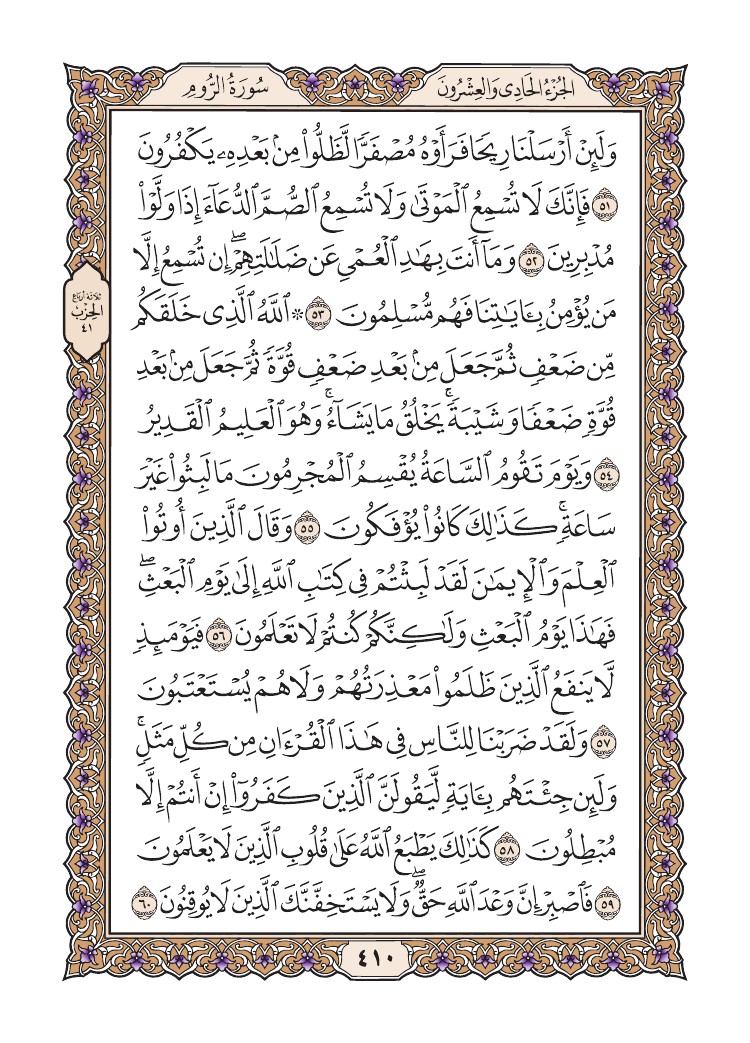 الجُزْءُ الحَادِي وَالعِشْرُونَ
سُورَةُ الرُّومِ
وَلَئِنْ أَرْسَلْنَا رِيحًا فَرَأَوْهُ مُصْفَرًّا لَّظَلُّوا۟ مِنۢ بَعْدِهِۦ يَكْفُرُونَ
٥١ فَإِنَّكَ لَا تُسْمِعُ ٱلْمَوْتَىٰ وَلَا تُسْمِعُ ٱلصُّمَّ ٱلدُّعَآءَ إِذَا وَلَّوْا۟
مُدْبِرِينَ ٥٢ وَمَآ أَنتَ بِهَٰدِ ٱلْعُمْىِ عَن ضَلَٰلَتِهِمْ ۖ إِن تُسْمِعُ إِلَّا
مَن يُؤْمِنُ بِـَٔايَٰتِنَا فَهُم مُّسْلِمُونَ ٥٣ ۞ ٱللَّهُ ٱلَّذِى خَلَقَكُم
مِّن ضَعْفٍ ثُمَّ جَعَلَ مِنۢ بَعْدِ ضَعْفٍ قُوَّةً ثُمَّ جَعَلَ مِنۢ بَعْدِ
قُوَّةٍ ضَعْفًا وَشَيْبَةً ۚ يَخْلُقُ مَا يَشَآءُ ۚ وَهُوَ ٱلْعَلِيمُ ٱلْقَدِيرُ
٥٤ وَيَوْمَ تَقُومُ ٱلسَّاعَةُ يُقْسِمُ ٱلْمُجْرِمُونَ مَا لَبِثُوا۟ غَيْرَ
سَاعَةٍ ۚ كَذَٰلِكَ كَانُوا۟ يُؤْفَكُونَ ٥٥ وَقَالَ ٱلَّذِينَ أُوتُوا۟
ٱلْعِلْمَ وَٱلْإِيمَٰنَ لَقَدْ لَبِثْتُمْ فِى كِتَٰبِ ٱللَّهِ إِلَىٰ يَوْمِ ٱلْبَعْثِ ۖ
فَهَٰذَا يَوْمُ ٱلْبَعْثِ وَلَٰكِنَّكُمْ كُنتُمْ لَا تَعْلَمُونَ ٥٦ فَيَوْمَئِذٍ
لَّا يَنفَعُ ٱلَّذِينَ ظَلَمُوا۟ مَعْذِرَتُهُمْ وَلَا هُمْ يُسْتَعْتَبُونَ
٥٧ وَلَقَدْ ضَرَبْنَا لِلنَّاسِ فِى هَٰذَا ٱلْقُرْءَانِ مِن كُلِّ مَثَلٍ ۚ
وَلَئِن جِئْتَهُم بِـَٔايَةٍ لَّيَقُولَنَّ ٱلَّذِينَ كَفَرُوٓا۟ إِنْ أَنتُمْ إِلَّا
مُبْطِلُونَ ٥٨ كَذَٰلِكَ يَطْبَعُ ٱللَّهُ عَلَىٰ قُلُوبِ ٱلَّذِينَ لَا يَعْلَمُونَ
٥٩ فَٱصْبِرْ إِنَّ وَعْدَ ٱللَّهِ حَقٌّ ۖ وَلَا يَسْتَخِفَّنَّكَ ٱلَّذِينَ لَا يُوقِنُونَ ٦٠
ثلاثة أرباع
الحِزْبِ
٤١
٤١٠